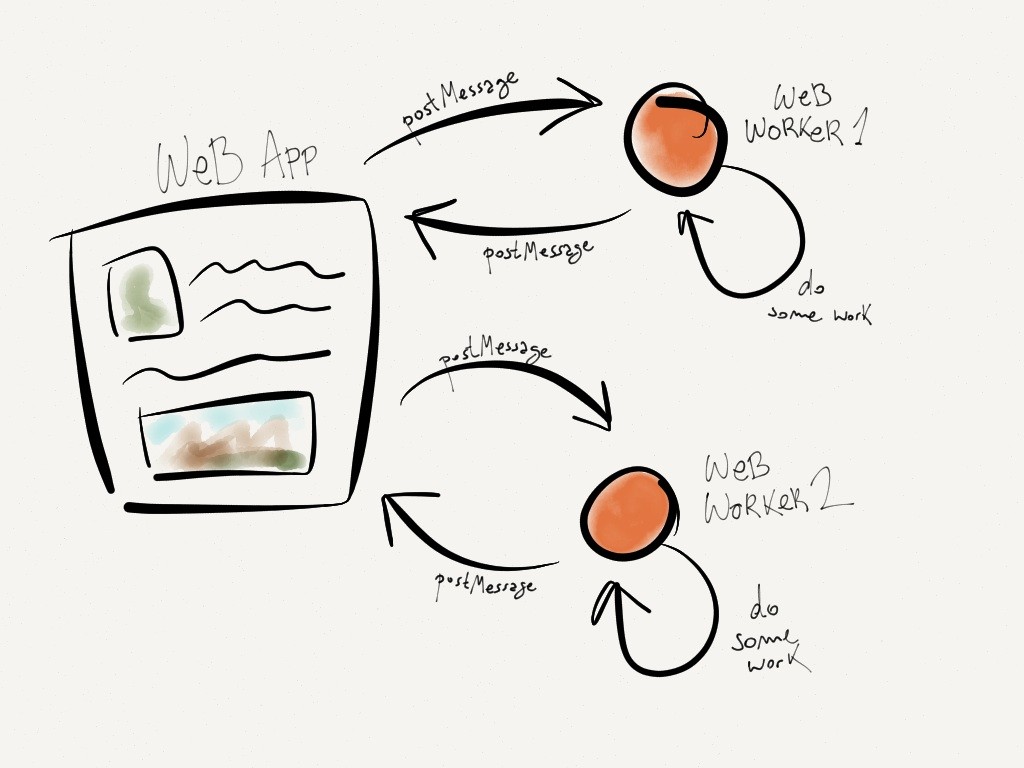 WeB App
postMessage
WeB
WorKeR 1
postMessage
do
some work
postMessage
WeB
WorKeR 2
postMessage
do
some
work